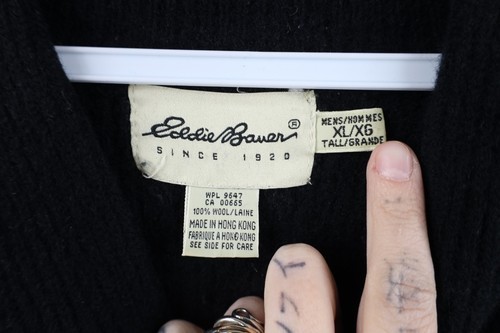 Eddie Bauer®
SINCE 1920
MENS/HOMMES
XL/XG
TALL/GRANDE
WPL 9647
CA 00665
100% WOOL/LAINE
MADE IN HONG KONG
FABRIQUE A HONG KONG
SEE SIDE FOR CARE